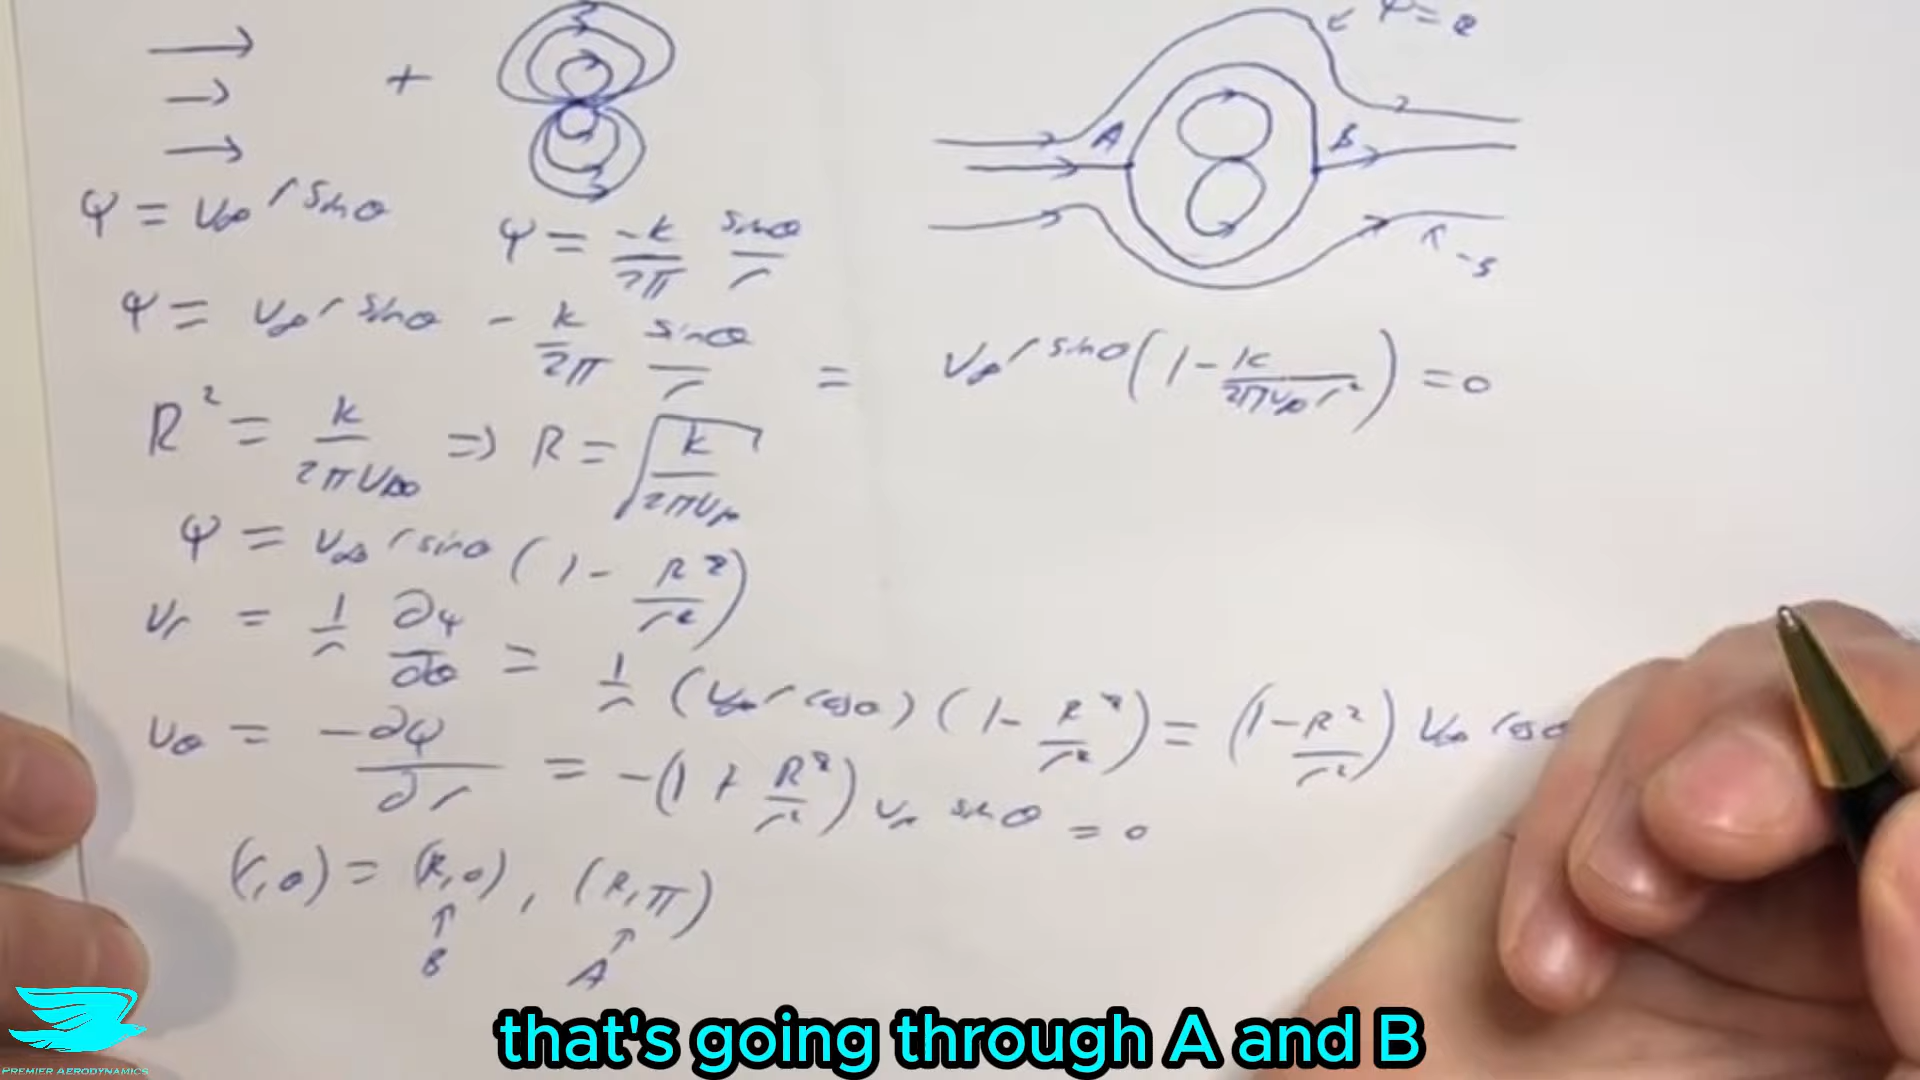 +
ψ = 2
A
B
-5
ψ = V∞ r sinθ
ψ = -k/2π sinθ/r
ψ = V∞ r sinθ - k/2π sinθ/r = V∞ r sinθ (1 - k/2πV∞r²) = 0
R² = k/2πV∞ => R = √k/2πV∞
ψ = V∞ r sinθ (1 - R²/r²)
Vr = 1/r ∂ψ/∂θ = 1/r (V∞ r cosθ) (1 - R²/r²) = (1 - R²/r²) V∞ cosθ
Vθ = -∂ψ/∂r = -(1 + R²/r²) V∞ sinθ = 0
(r,θ) = (R,0), (R,π)
↑ ↑
B A
that's going through A and B
PREMIER AERODYNAMICS